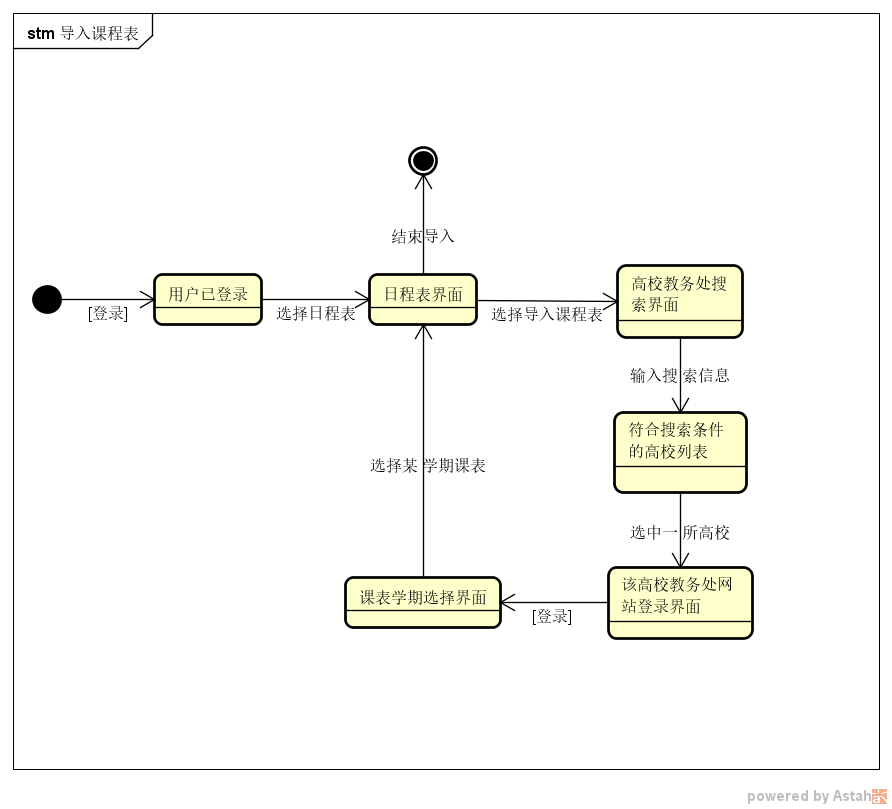 stm 导入课程表
结束导入
用户已登录
日程表界面
高校教务处搜
索界面
[登录]
选择日程表
选择导入课程表
输入搜索信息
符合搜索条件
的高校列表
选择某学期课表
选中一所高校
课表学期选择界面
该高校教务处网
站登录界面
[登录]
powered by Astah